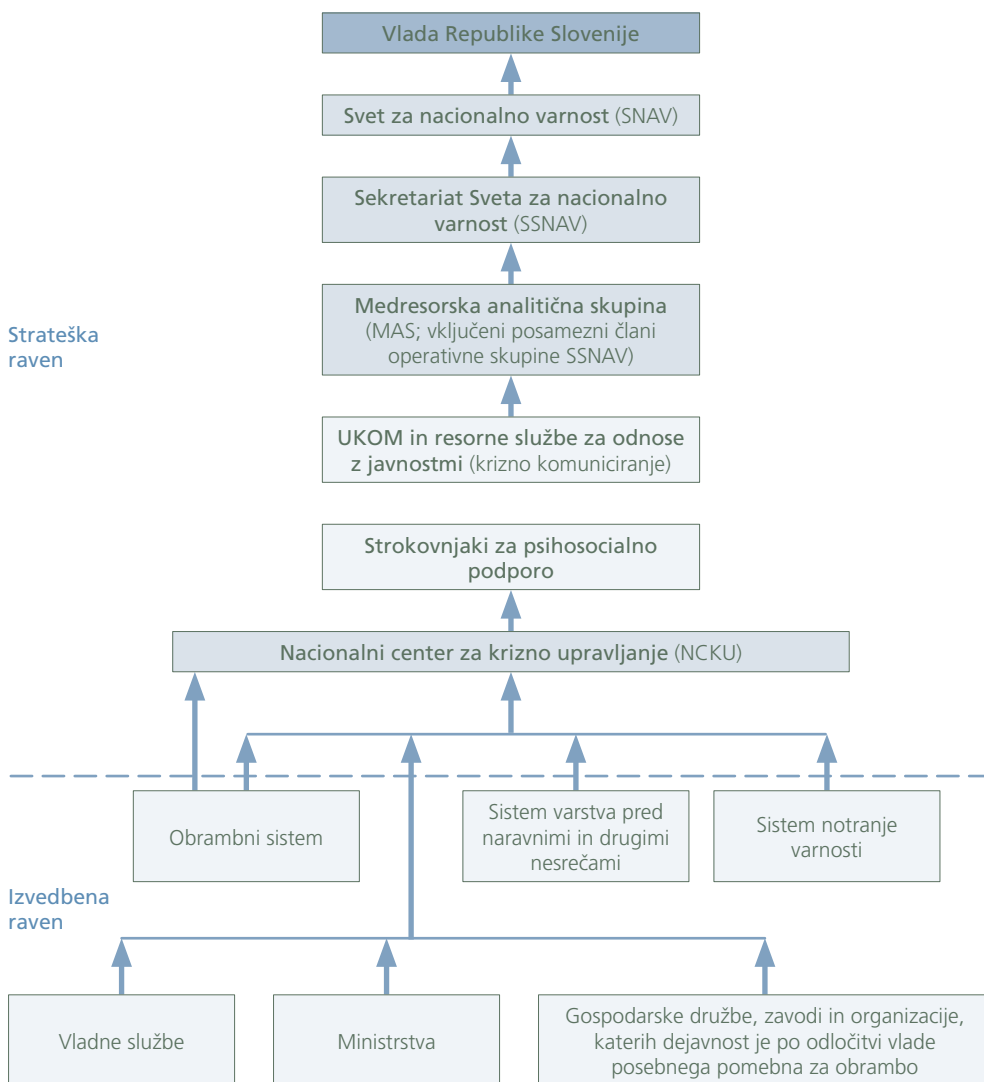 Vlada Republike Slovenije
Svet za nacionalno varnost (SNAV)
Sekretariat Sveta za nacionalno
varnost (SSNAV)
Medresorska analitična skupina
(MAS; vključeni posamezni člani
operativne skupine SSNAV)
Strateška
raven
UKOM in resorne službe za odnose
z javnostmi (krizno komuniciranje)
Strokovnjaki za psihosocialno
podporo
Nacionalni center za krizno upravljanje (NCKU)
Obrambni sistem
Sistem varstva pred
naravnimi in drugimi
nesrečami
Sistem notranje
varnosti
Izvedbena
raven
Vladne službe
Ministrstva
Gospodarske družbe, zavodi in organizacije,
katerih dejavnost je po odločitvi vlade
posebnega pomebna za obrambo